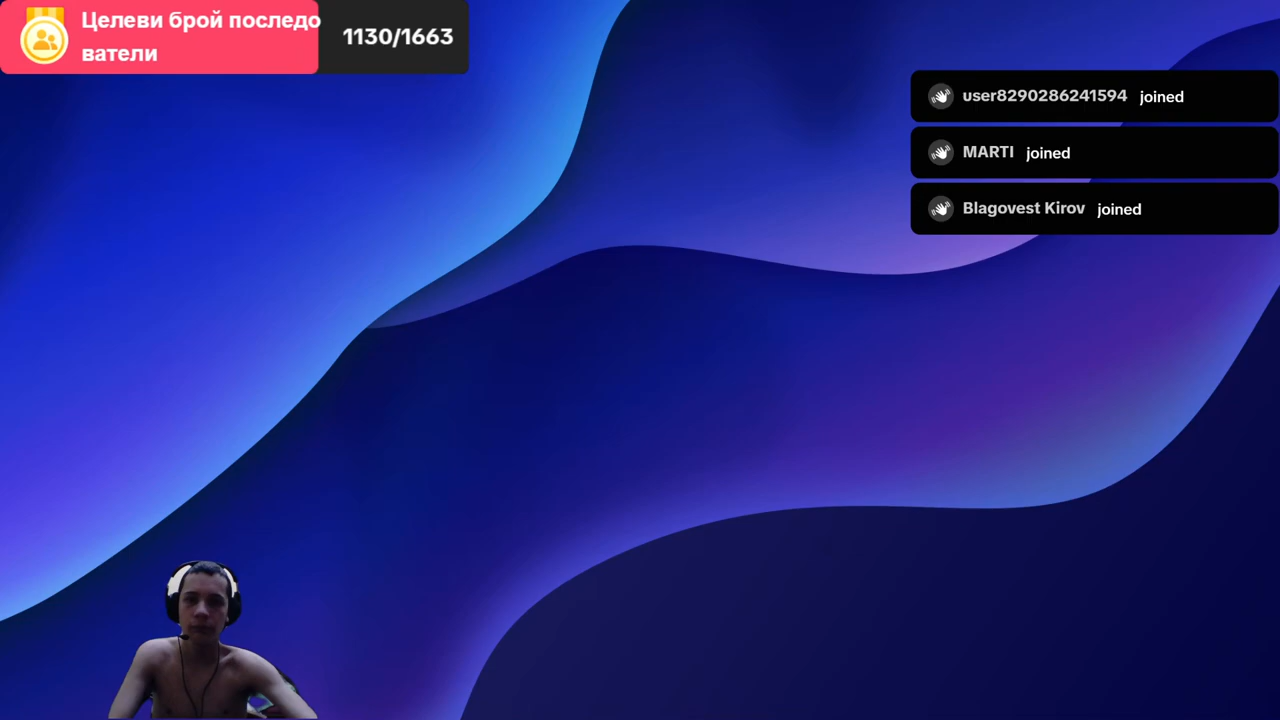 Целеви брой последо
ватели
1130/1663
user8290286241594 joined
MARTI joined
Blagovest Kirov joined